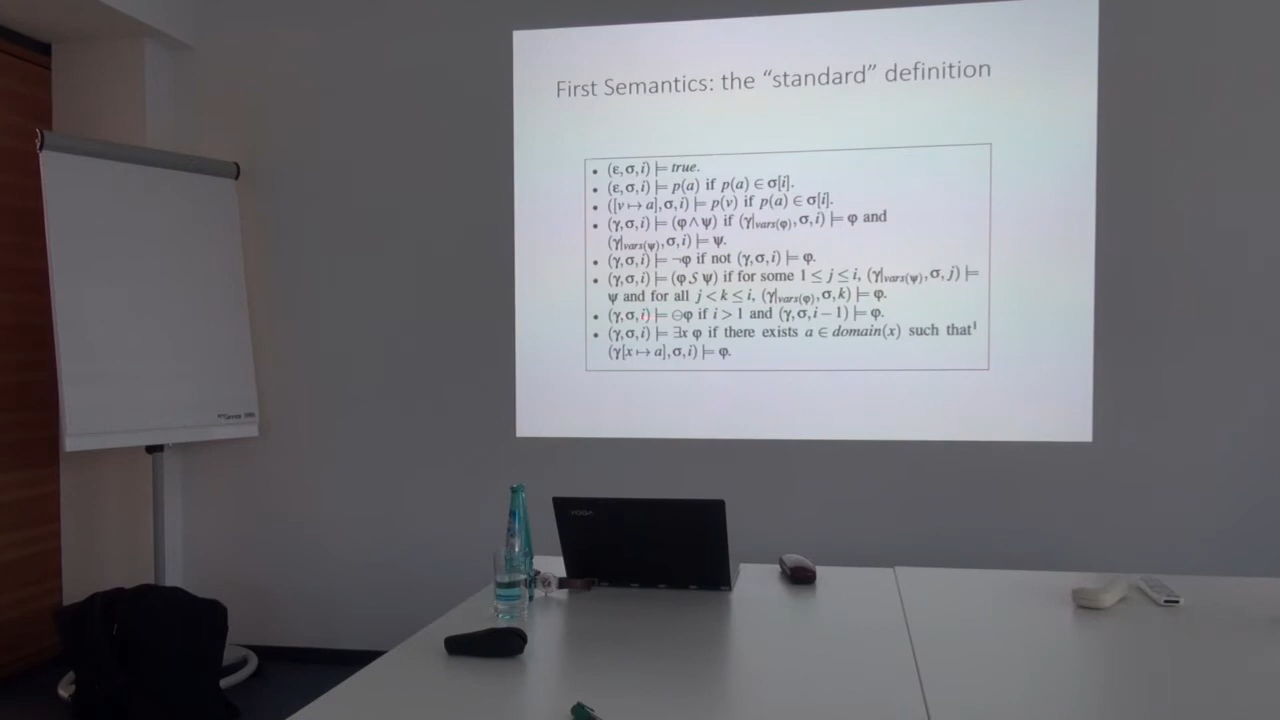 First Semantics: the “standard” definition
• (ε,σ,i) ⊨ true.
• (ε,σ,i) ⊨ p(a) if p(a) ∈ σ[i].
• ([v ↦ a],σ,i) ⊨ p(v) if p(a) ∈ σ[i].
• (γ,σ,i) ⊨ (φ ∧ ψ) if (γ|vars(φ),σ,i) ⊨ φ and
(γ|vars(ψ),σ,i) ⊨ ψ.
• (γ,σ,i) ⊨ ¬φ if not (γ,σ,i) ⊨ φ.
• (γ,σ,i) ⊨ (φ S ψ) if for some 1 ≤ j ≤ i, (γ|vars(ψ),σ,j) ⊨
ψ and for all j < k ≤ i, (γ|vars(φ),σ,k) ⊨ φ.
• (γ,σ,i) ⊨ ⊖φ if i > 1 and (γ,σ,i−1) ⊨ φ.
• (γ,σ,i) ⊨ ∃x φ if there exists a ∈ domain(x) such that¹
(γ[x ↦ a],σ,i) ⊨ φ.
YOGA